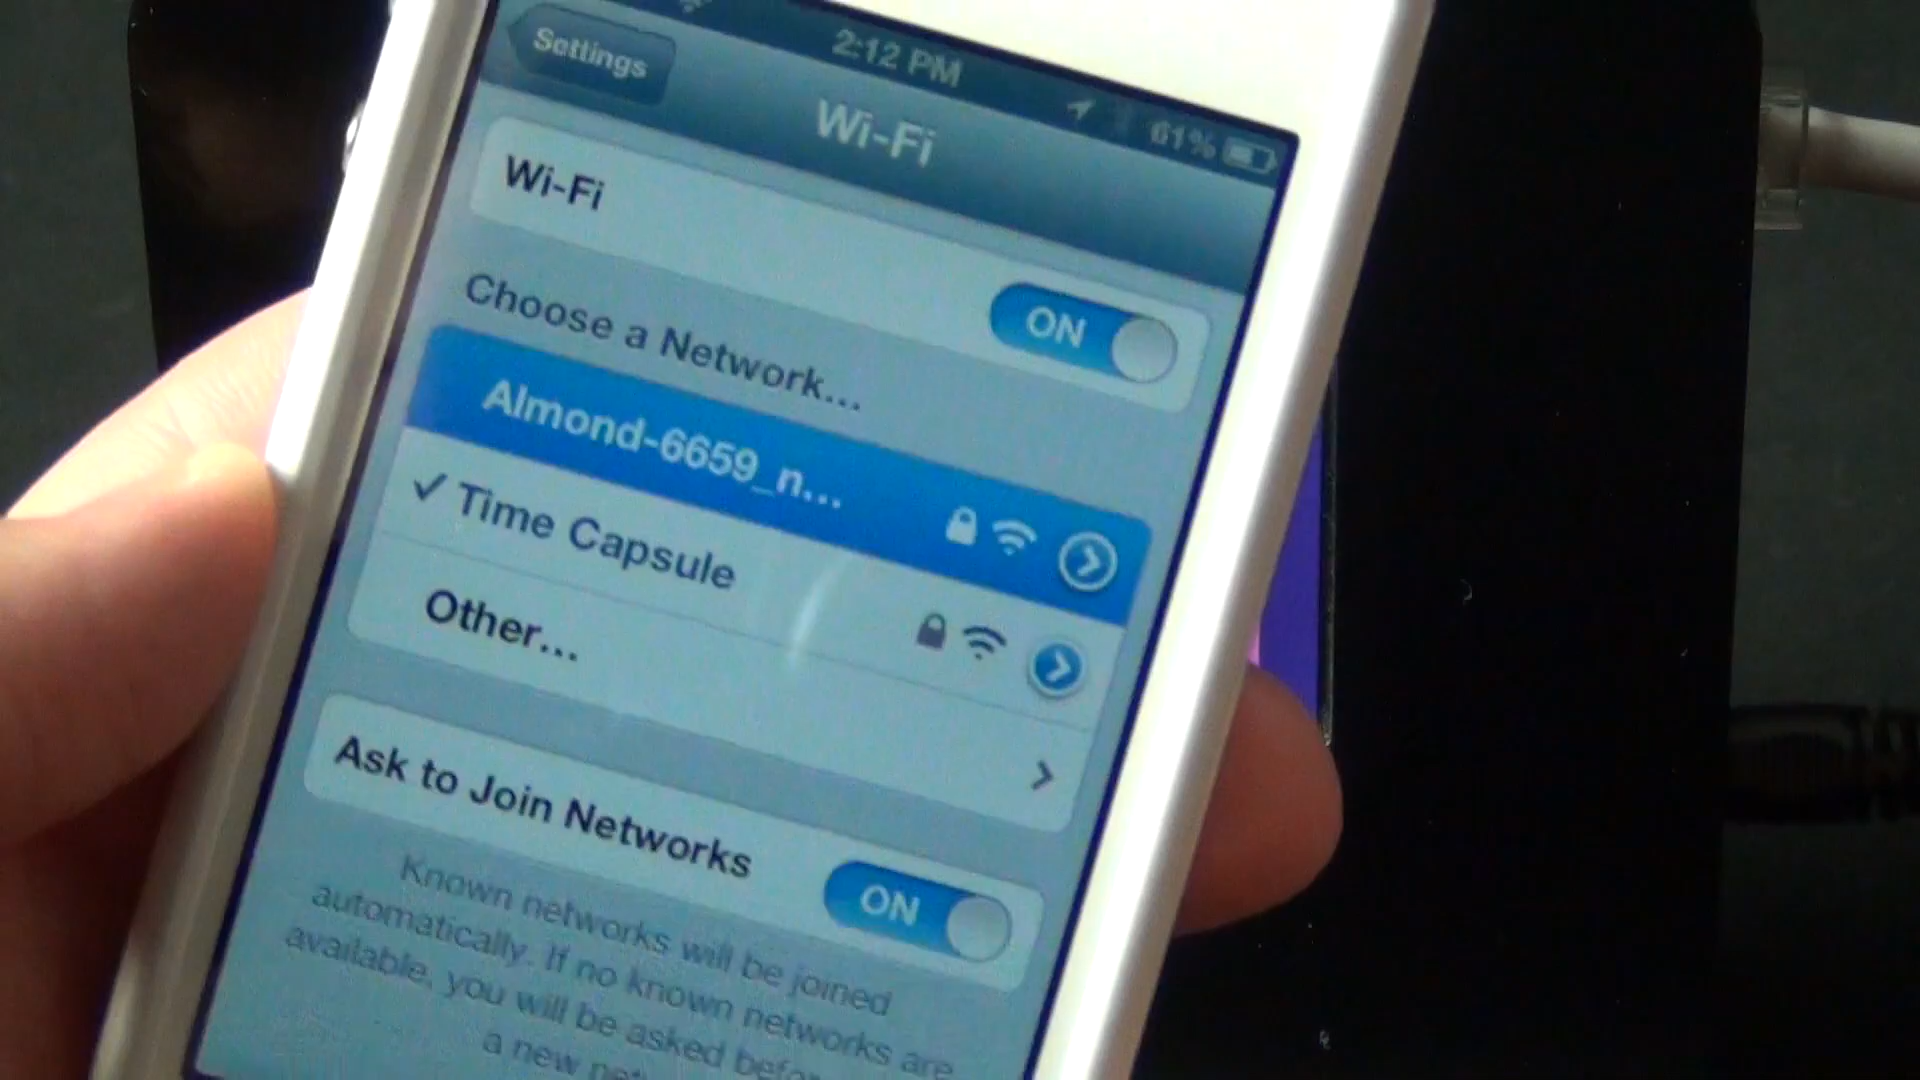 2:12 PM
61%
Settings
Wi-Fi
Wi-Fi
ON
Choose a Network...
Almond-6659_n...
✓ Time Capsule
Other...
Ask to Join Networks
ON
Known networks will be joined
automatically. If no known networks are
available, you will be asked
a new